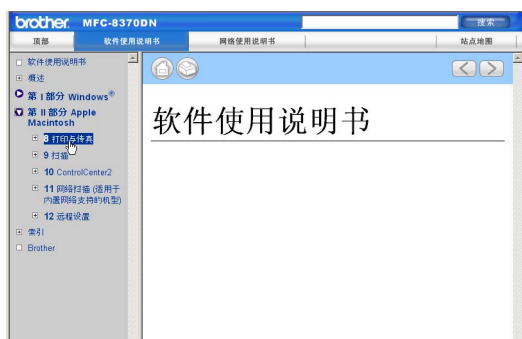 brother. MFC-8370DN
搜索
顶部 软件使用说明书 网络使用说明书 站点地图
软件使用说明书
概述
第 I 部分 Windows®
第 II 部分 Apple
Macintosh
8 打印与传真
9 扫描
10 ControlCenter2
11 网络扫描 (适用于
内置网络支持的机型)
12 远程设置
索引
Brother
软件使用说明书